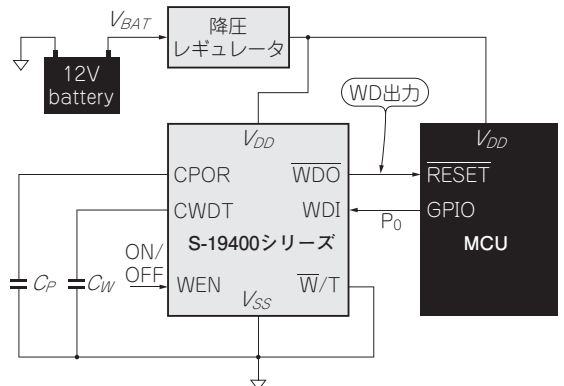 V_BAT
降圧
レギュレータ
12V
battery
WD出力
V_DD
V_DD
CPOR
W̅D̅O̅
R̅E̅S̅E̅T̅
CWDT
WDI
GPIO
P₀
S-19400シリーズ
MCU
ON/
OFF
WEN
W̅/T
C_P
C_W
V_SS